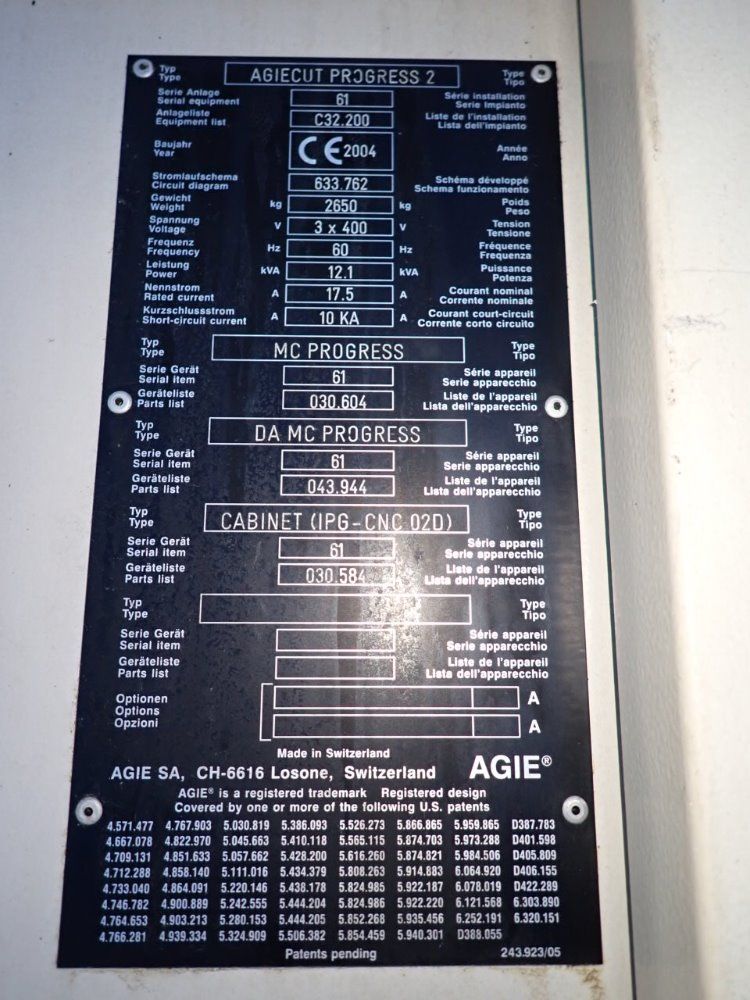 Typ AGIECUT PROGRESS 2 Type
Type Tipo
Serie Anlage 61 Série installation
Serial equipment Serie Impianto
Anlageliste C32.200 Liste de l'installation
Equipment list Lista dell'impianto
Baujahr CE 2004 Année
Year Anno
Stromlaufschema 633.762 Schéma développé
Circuit diagram Schema funzionamento
Gewicht kg 2650 kg Poids
Weight Peso
Spannung V 3 x 400 V Tension
Voltage Tensione
Frequenz Hz 60 Hz Fréquence
Frequency Frequenza
Leistung kVA 12.1 kVA Puissance
Power Potenza
Nennstrom A 17.5 A Courant nominal
Rated current Corrente nominale
Kurzschlussstrom A 10 KA A Courant court-circuit
Short-circuit current Corrente corto circuito
Typ MC PROGRESS Type
Type Tipo
Serie Gerät 61 Série appareil
Serial item Serie apparecchio
Geräteliste 030.604 Liste de l'appareil
Parts list Lista dell'apparecchio
Typ DA MC PROGRESS Type
Type Tipo
Serie Gerät 61 Série appareil
Serial item Serie apparecchio
Geräteliste 043.944 Liste de l'appareil
Parts list Lista dell'apparecchio
Typ CABINET (IPG-CNC 02D) Type
Type Tipo
Serie Gerät 61 Série appareil
Serial item Serie apparecchio
Geräteliste 030.584 Liste de l'appareil
Parts list Lista dell'apparecchio
Typ Type
Type Tipo
Serie Gerät Série appareil
Serial item Serie apparecchio
Geräteliste Liste de l'appareil
Parts list Lista dell'apparecchio
Optionen A
Options
Opzioni A
Made in Switzerland
AGIE SA, CH-6616 Losone, Switzerland AGIE®
AGIE® is a registered trademark Registered design
Covered by one or more of the following U.S. patents
4.571.477 4.767.903 5.030.819 5.386.093 5.526.273 5.866.865 5.959.865 D387.783
4.667.078 4.822.970 5.045.663 5.410.118 5.565.115 5.874.703 5.973.288 D401.598
4.709.131 4.851.633 5.057.662 5.428.200 5.616.260 5.874.821 5.984.506 D405.809
4.712.288 4.858.140 5.111.016 5.434.379 5.808.263 5.914.883 6.064.920 D406.155
4.733.040 4.864.091 5.220.146 5.438.178 5.824.985 5.922.187 6.078.019 D422.289
4.746.782 4.900.889 5.242.555 5.444.204 5.824.986 5.922.220 6.121.568 6.303.890
4.764.653 4.903.213 5.280.153 5.444.205 5.852.268 5.935.456 6.252.191 6.320.151
4.766.281 4.939.334 5.324.909 5.506.382 5.854.459 5.940.301 D388.055
Patents pending 243.923/05